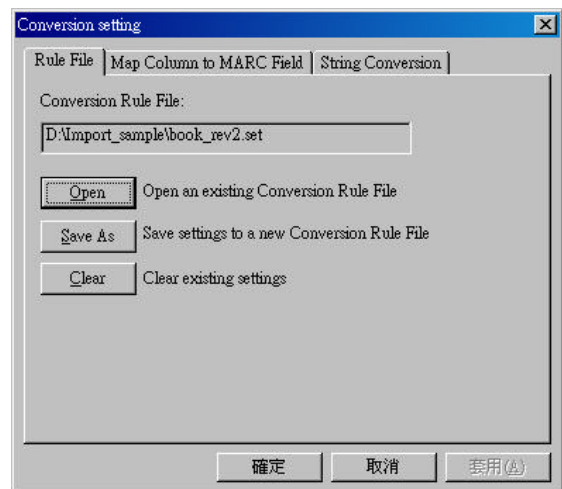 Conversion setting
Rule File Map Column to MARC Field String Conversion
Conversion Rule File:
D:\Import_sample\book_rev2.set
Open Open an existing Conversion Rule File
Save As Save settings to a new Conversion Rule File
Clear Clear existing settings
確定 取消 套用(A)